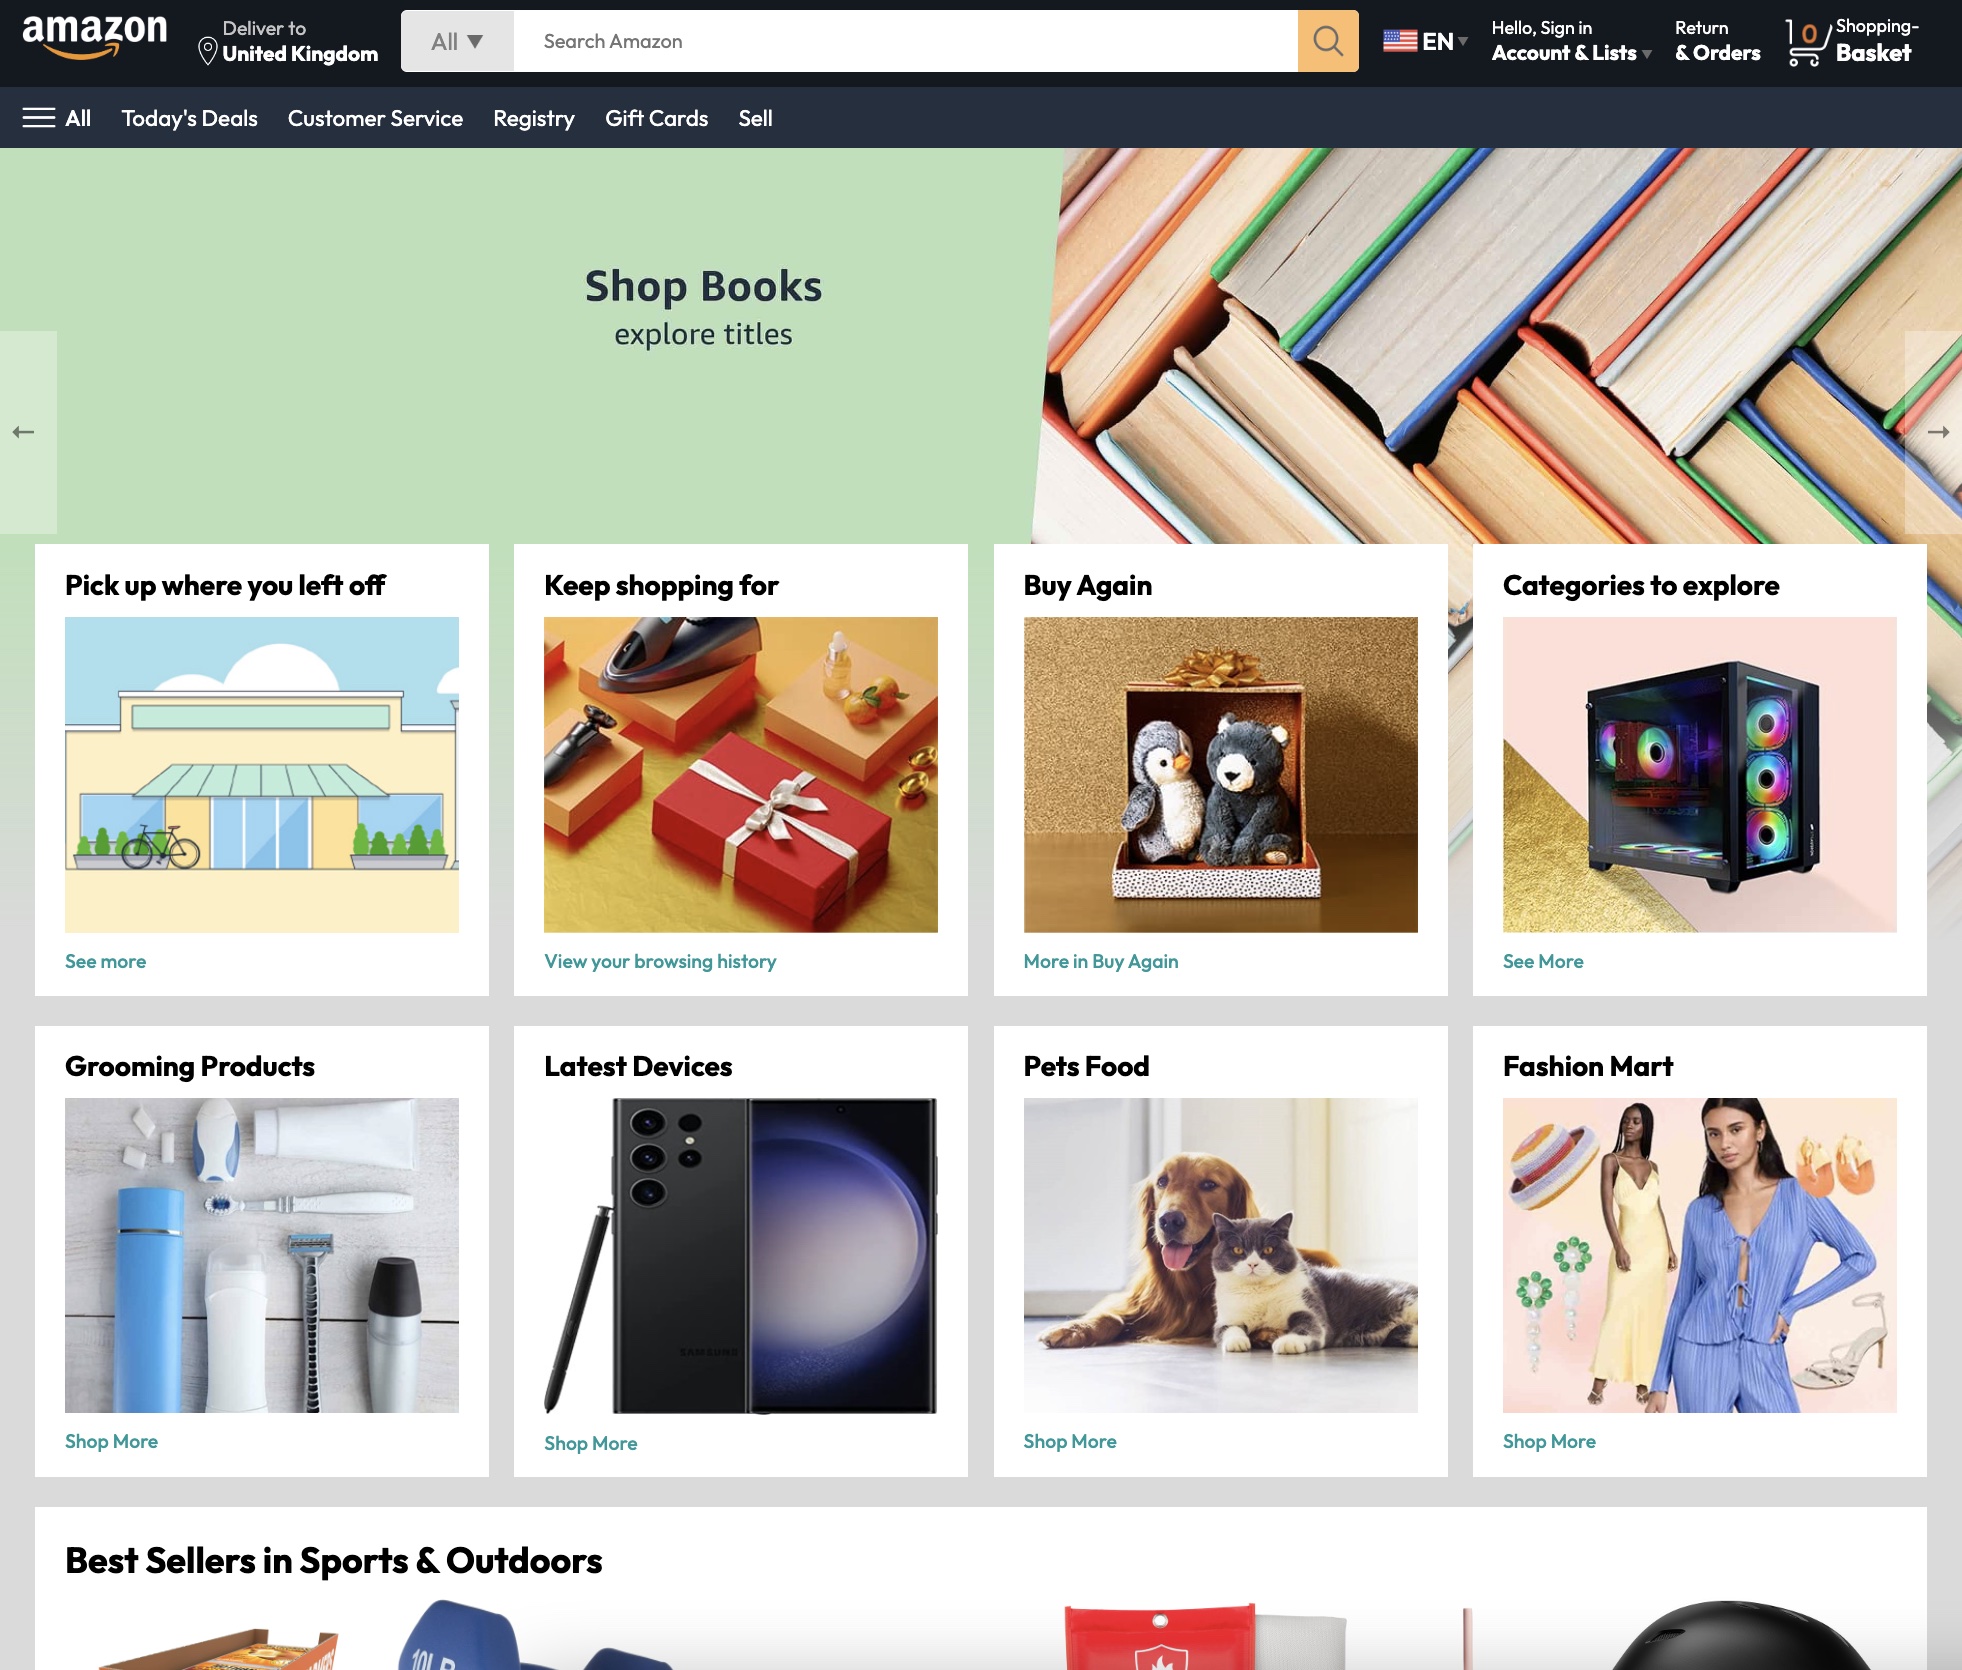 amazon
Deliver to
United Kingdom
All
Search Amazon
EN
Hello, Sign in
Account & Lists
Return
& Orders
0
Shopping-
Basket
All
Today's Deals
Customer Service
Registry
Gift Cards
Sell
Shop Books
explore titles
Pick up where you left off
Keep shopping for
Buy Again
Categories to explore
See more
View your browsing history
More in Buy Again
See More
Grooming Products
Latest Devices
Pets Food
Fashion Mart
SAMSUNG
Shop More
Shop More
Shop More
Shop More
Best Sellers in Sports & Outdoors
10LB